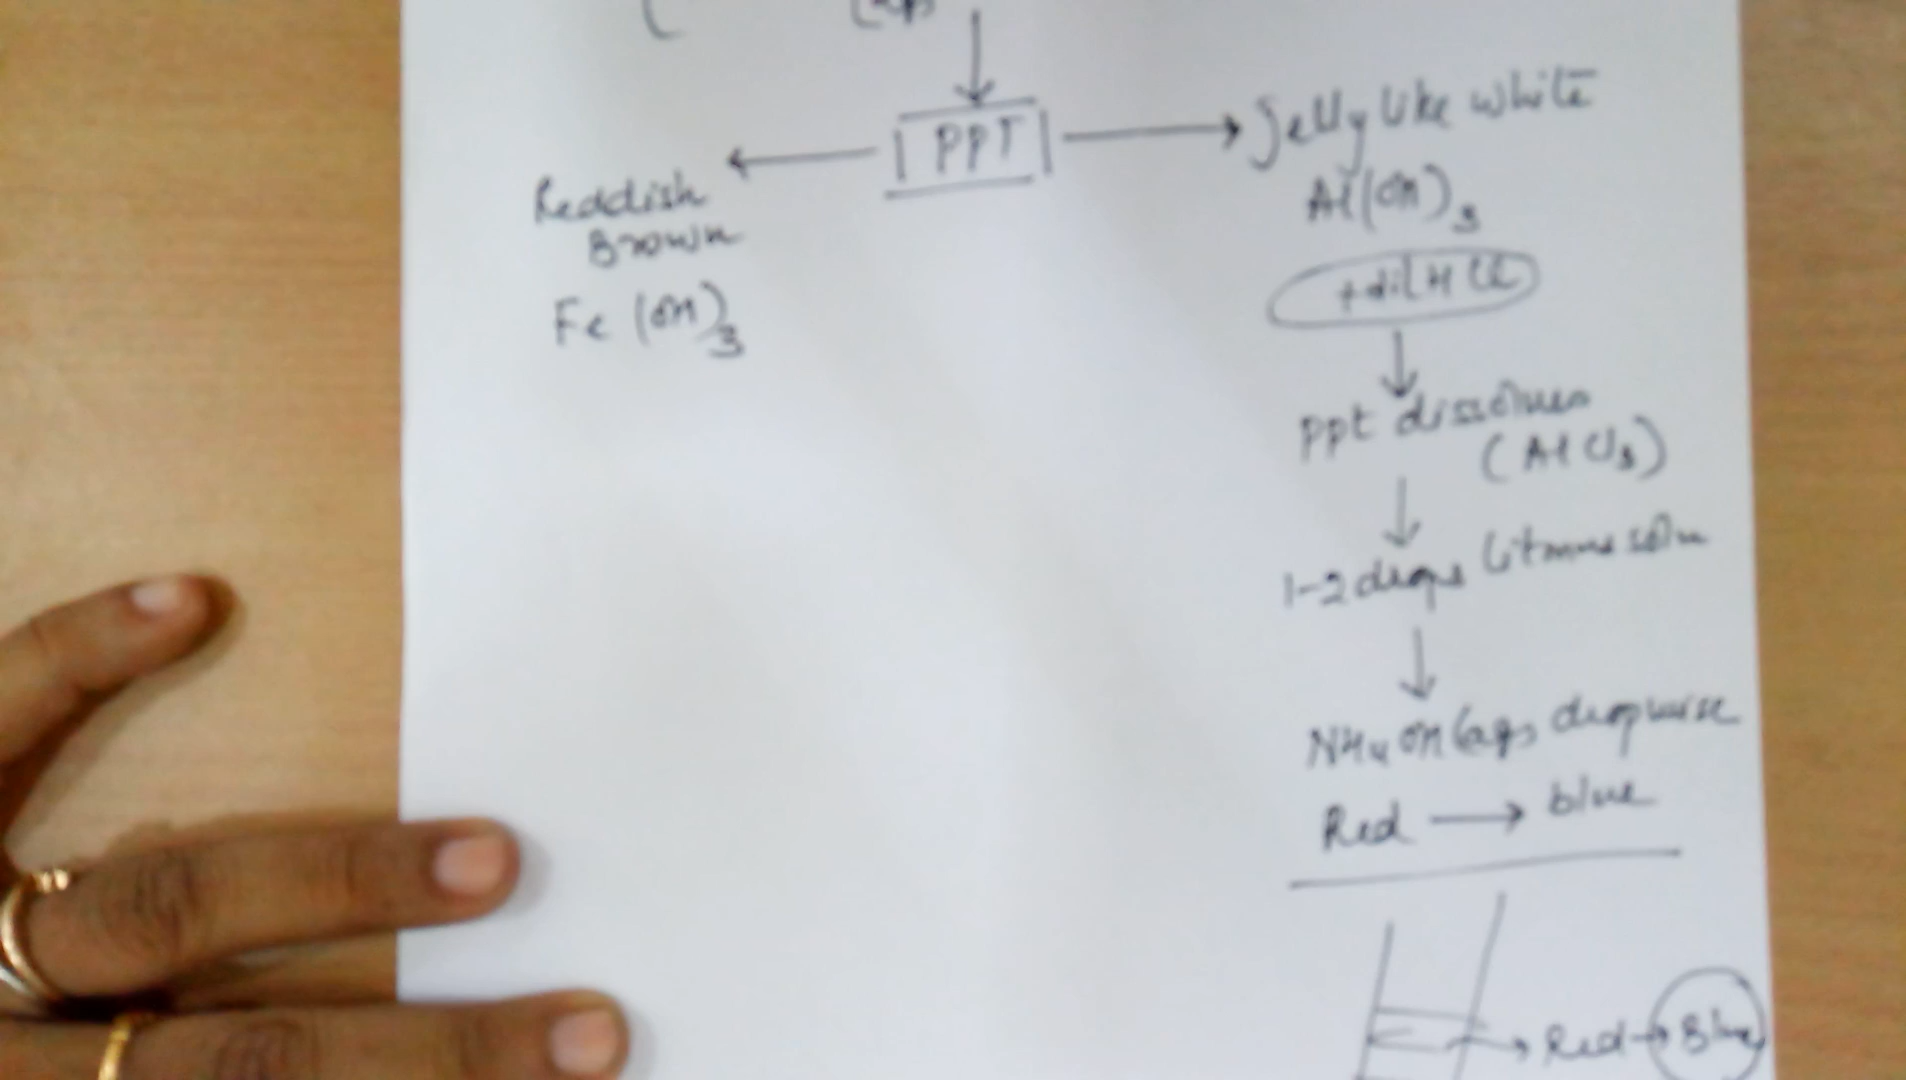 (aq)
PPT
Reddish
Brown
Fe (OH)3
Jelly like white
Al(OH)3
+dil HCl
ppt dissolves
(AlCl3)
1-2 drops litmus soln
NH4OH(aq) dropwise
Red → blue
Red → Blue